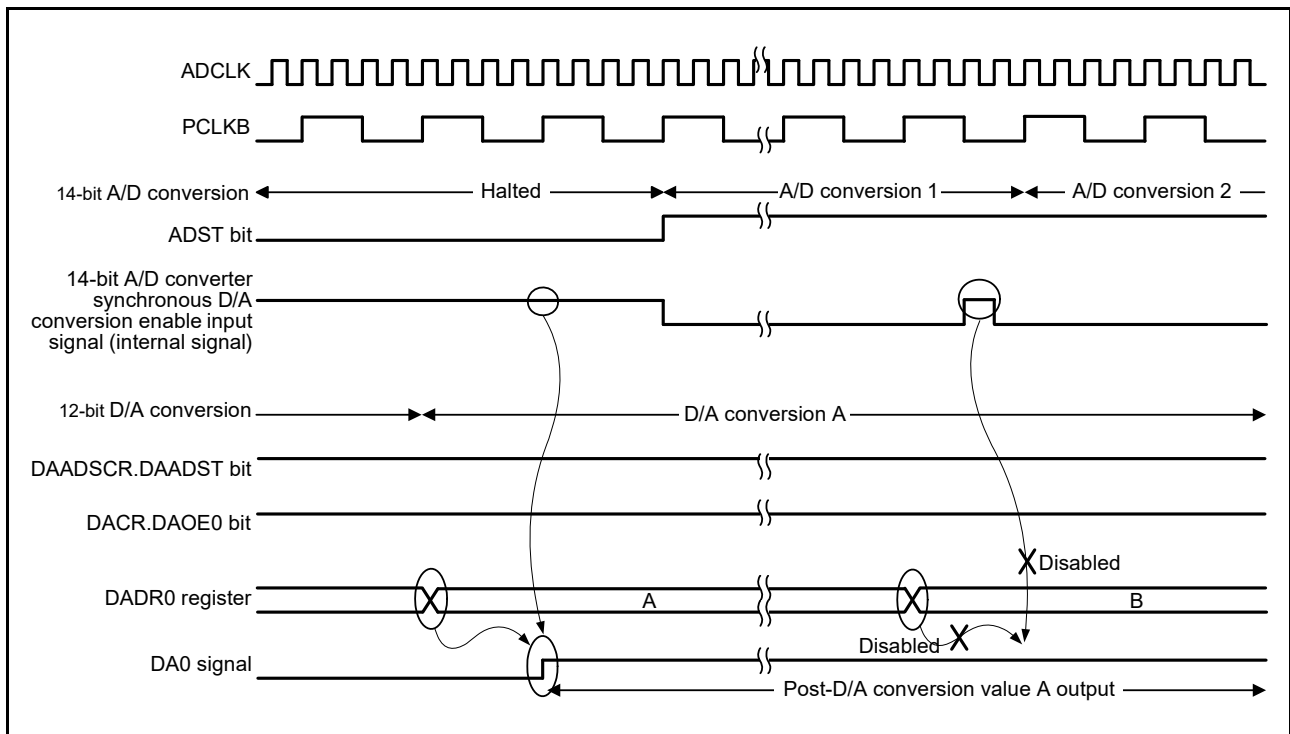 ADCLK
PCLKB
14-bit A/D conversion
Halted
A/D conversion 1
A/D conversion 2
ADST bit
14-bit A/D converter
synchronous D/A
conversion enable input
signal (internal signal)
12-bit D/A conversion
D/A conversion A
DAADSCR.DAADST bit
DACR.DAOE0 bit
Disabled
DADR0 register
A
B
Disabled
DA0 signal
Post-D/A conversion value A output